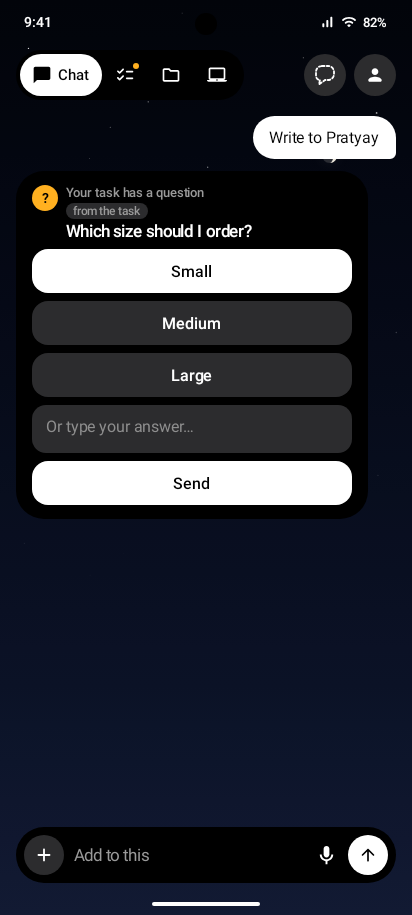 9:41
82%
Chat
Write to Pratyay
?
Your task has a question
from the task
Which size should I order?
Small
Medium
Large
Or type your answer...
Send
Add to this